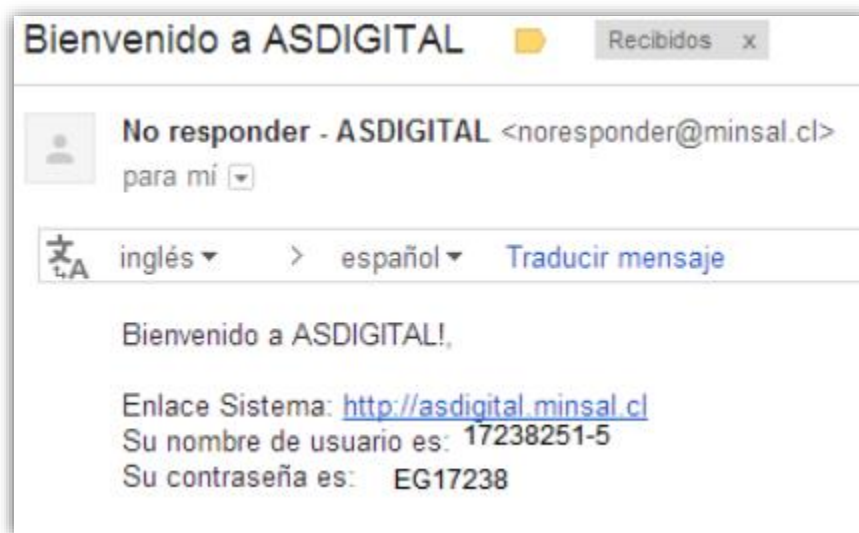 Bienvenido a ASDIGITAL Recibidos x
No responder - ASDIGITAL <noresponder@minsal.cl>
para mí
inglés > español Traducir mensaje
Bienvenido a ASDIGITAL!,
Enlace Sistema: http://asdigital.minsal.cl
Su nombre de usuario es: 17238251-5
Su contraseña es: EG17238